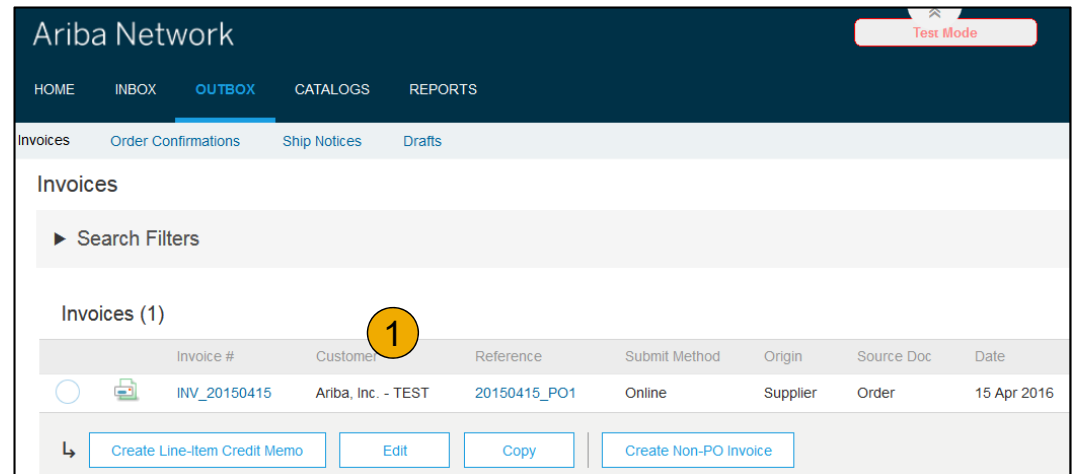 Ariba Network
Test Mode
HOME INBOX OUTBOX CATALOGS REPORTS
Invoices Order Confirmations Ship Notices Drafts
Invoices
Search Filters
Invoices (1)
1
Invoice # Customer Reference Submit Method Origin Source Doc Date
INV_20150415 Ariba, Inc. - TEST 20150415_PO1 Online Supplier Order 15 Apr 2016
Create Line-Item Credit Memo Edit Copy Create Non-PO Invoice